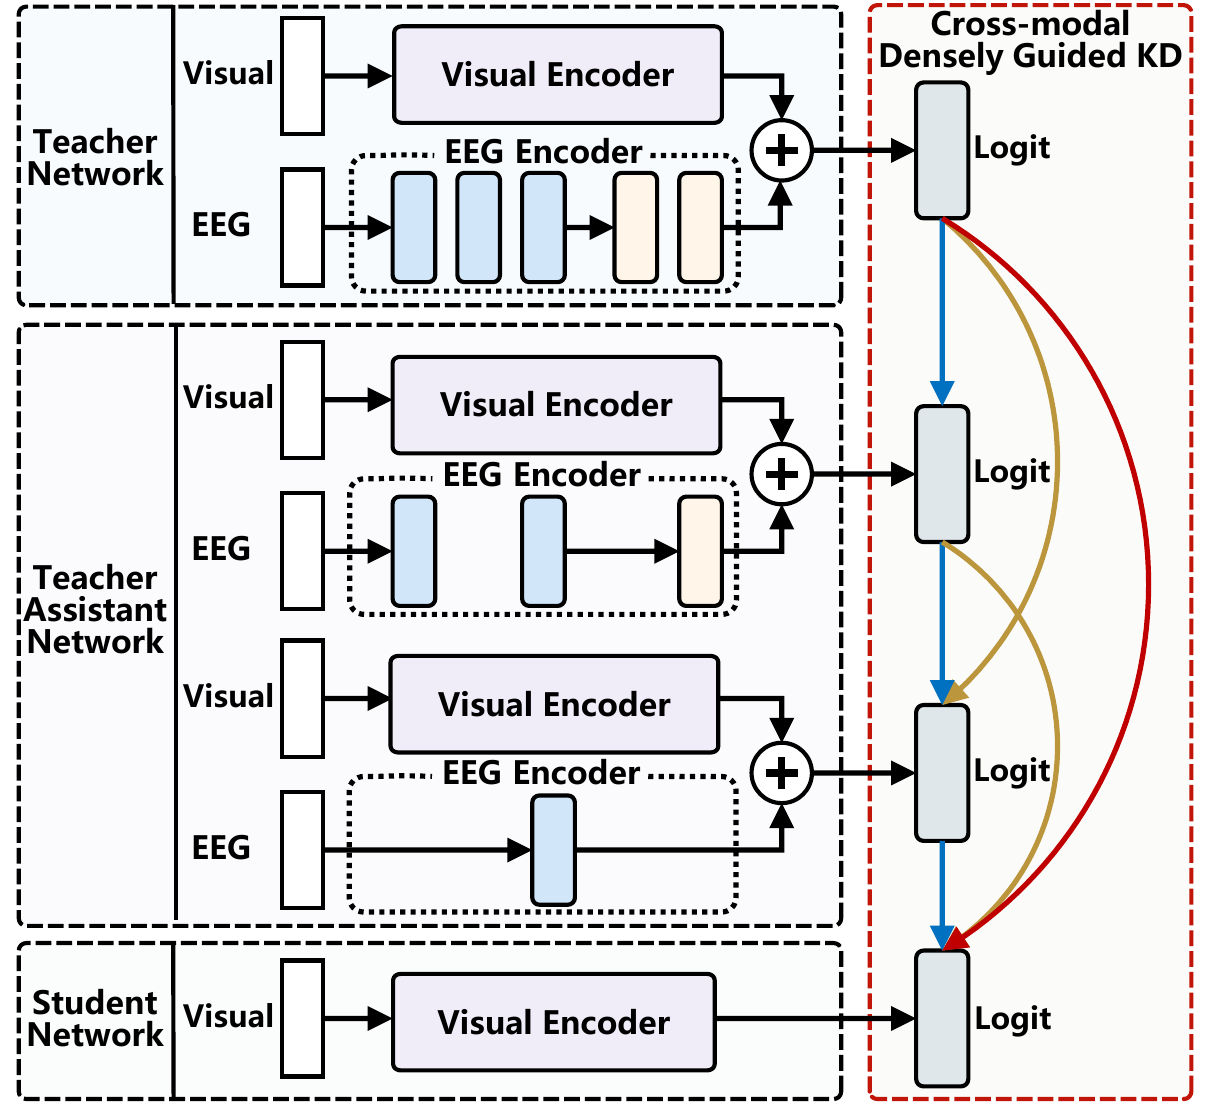 Cross-modal
Densely Guided KD
Teacher
Network
Visual
Visual Encoder
EEG Encoder
EEG
Logit
Teacher
Assistant
Network
Visual
Visual Encoder
EEG Encoder
EEG
Logit
Visual
Visual Encoder
EEG Encoder
EEG
Logit
Student
Network
Visual
Visual Encoder
Logit